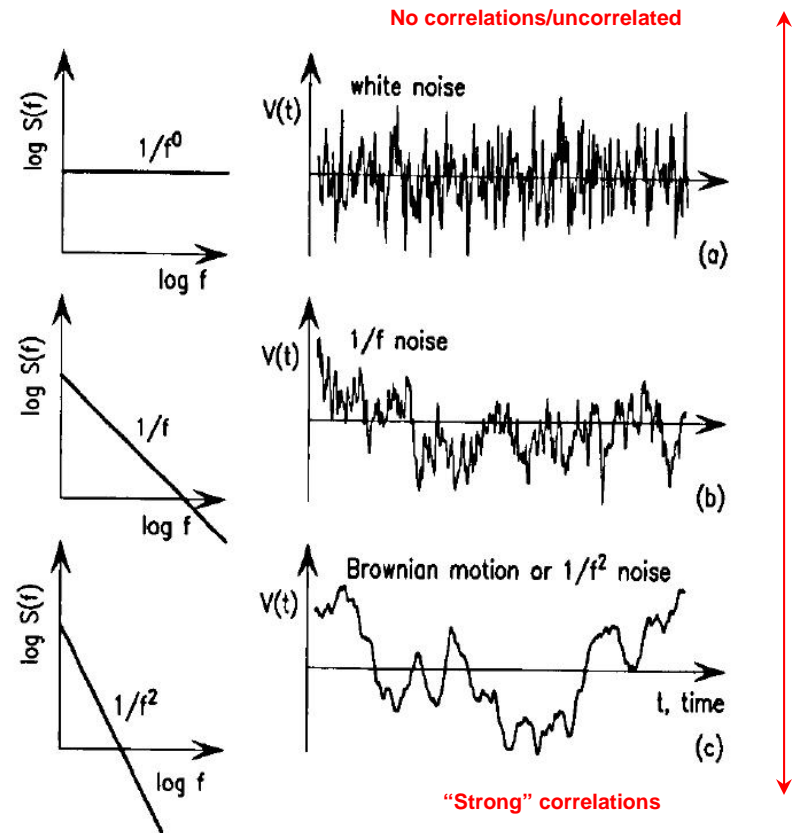 No correlations/uncorrelated
log S(f)
1/f⁰
log f
V(t)
white noise
(a)
log S(f)
1/f
log f
V(t)
1/f noise
(b)
log S(f)
1/f²
log f
V(t)
Brownian motion or 1/f² noise
t, time
(c)
“Strong” correlations